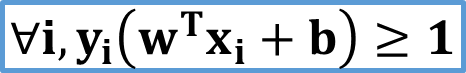 ∀i, yᵢ(wᵀxᵢ + b) ≥ 1